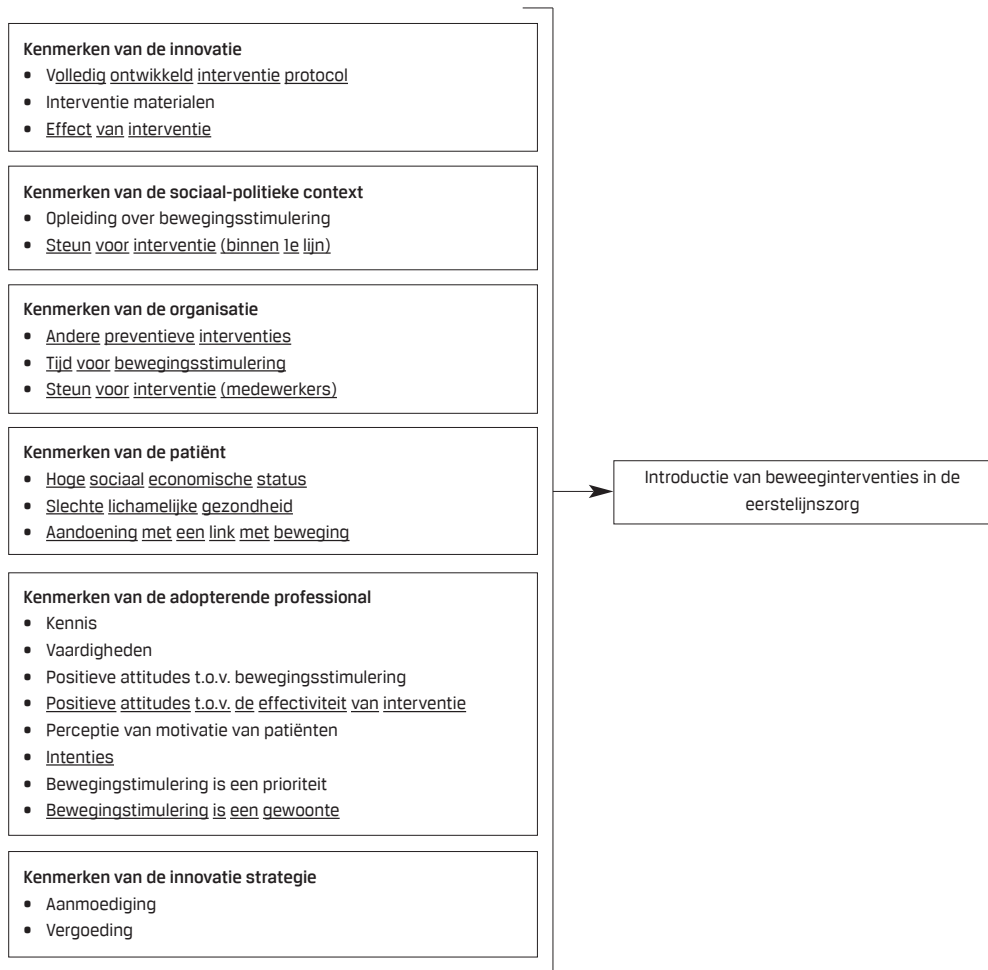 Kenmerken van de innovatie
• Volledig ontwikkeld interventie protocol
• Interventie materialen
• Effect van interventie
Kenmerken van de sociaal-politieke context
• Opleiding over bewegingsstimulering
• Steun voor interventie (binnen 1e lijn)
Kenmerken van de organisatie
• Andere preventieve interventies
• Tijd voor bewegingsstimulering
• Steun voor interventie (medewerkers)
Kenmerken van de patiënt
• Hoge sociaal economische status
• Slechte lichamelijke gezondheid
• Aandoening met een link met beweging
Introductie van beweeginterventies in de
eerstelijnszorg
Kenmerken van de adopterende professional
• Kennis
• Vaardigheden
• Positieve attitudes t.o.v. bewegingsstimulering
• Positieve attitudes t.o.v. de effectiviteit van interventie
• Perceptie van motivatie van patiënten
• Intenties
• Bewegingstimulering is een prioriteit
• Bewegingstimulering is een gewoonte
Kenmerken van de innovatie strategie
• Aanmoediging
• Vergoeding